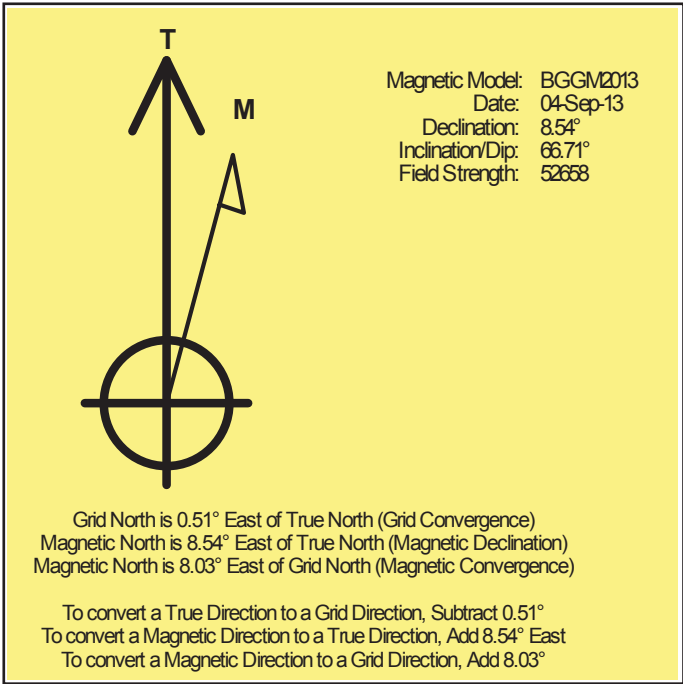 T
M
Magnetic Model: BGGM2013
Date: 04-Sep-13
Declination: 8.54°
Inclination/Dip: 66.71°
Field Strength: 52658
Grid North is 0.51° East of True North (Grid Convergence)
Magnetic North is 8.54° East of True North (Magnetic Declination)
Magnetic North is 8.03° East of Grid North (Magnetic Convergence)
To convert a True Direction to a Grid Direction, Subtract 0.51°
To convert a Magnetic Direction to a True Direction, Add 8.54° East
To convert a Magnetic Direction to a Grid Direction, Add 8.03°